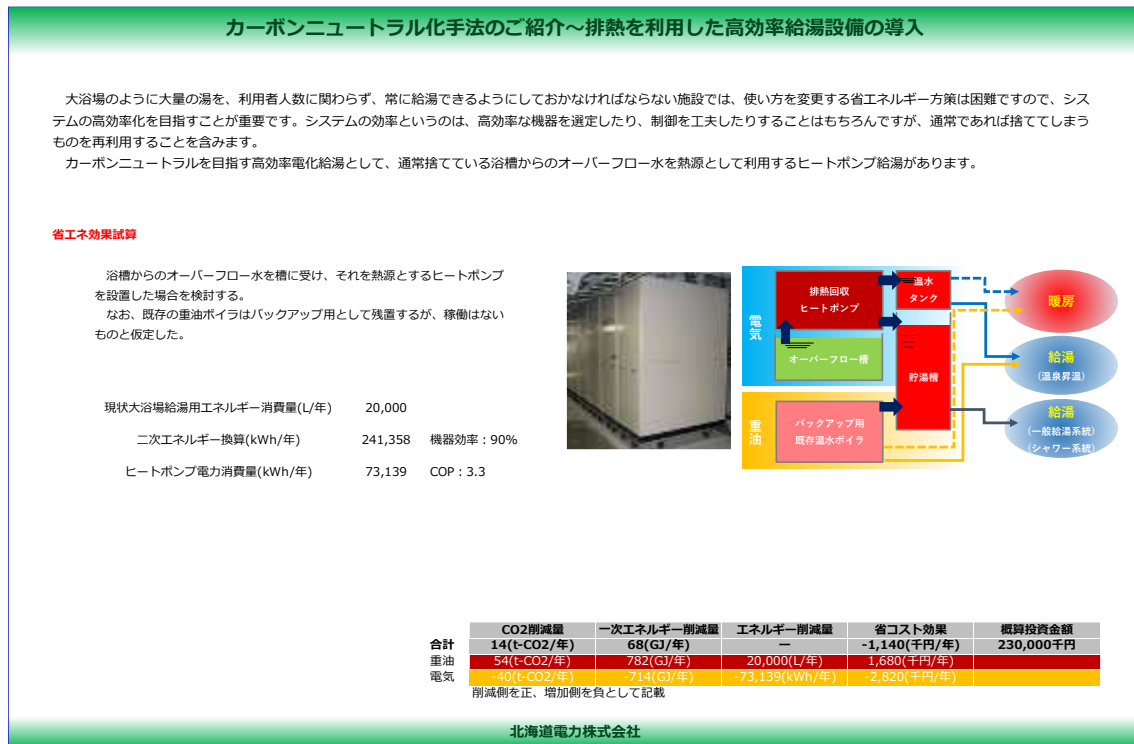 カーボンニュートラル化手法のご紹介～排熱を利用した高効率給湯設備の導入
大浴場のように大量の湯を、利用者人数に関わらず、常に給湯できるようにしておかなければならない施設では、使い方を変更する省エネルギー方策は困難ですので、シス
テムの高効率化を目指すことが重要です。システムの効率というのは、高効率な機器を選定したり、制御を工夫したりすることはもちろんですが、通常であれば捨ててしまう
ものを再利用することを含みます。
カーボンニュートラルを目指す高効率電化給湯として、通常捨てている浴槽からのオーバーフロー水を熱源として利用するヒートポンプ給湯があります。
省エネ効果試算
浴槽からのオーバーフロー水を槽に受け、それを熱源とするヒートポンプ
を設置した場合を検討する。
なお、既存の重油ボイラはバックアップ用として残置するが、稼働はない
ものと仮定した。
現状大浴場給湯用エネルギー消費量(L/年) 20,000
二次エネルギー換算(kWh/年) 241,358 機器効率：90%
ヒートポンプ電力消費量(kWh/年) 73,139 COP：3.3
電気
排熱回収
ヒートポンプ
オーバーフロー槽
温水
タンク
貯湯槽
重油
バックアップ用
既存温水ボイラ
暖房
給湯
(温泉昇温)
給湯
(一般給湯系統)
(シャワー系統)
CO2削減量 一次エネルギー削減量 エネルギー削減量 省コスト効果 概算投資金額
合計 14(t-CO2/年) 68(GJ/年) ― -1,140(千円/年) 230,000千円
重油 54(t-CO2/年) 782(GJ/年) 20,000(L/年) 1,680(千円/年)
電気 -40(t-CO2/年) -714(GJ/年) -73,139(kWh/年) -2,820(千円/年)
削減側を正、増加側を負として記載
北海道電力株式会社